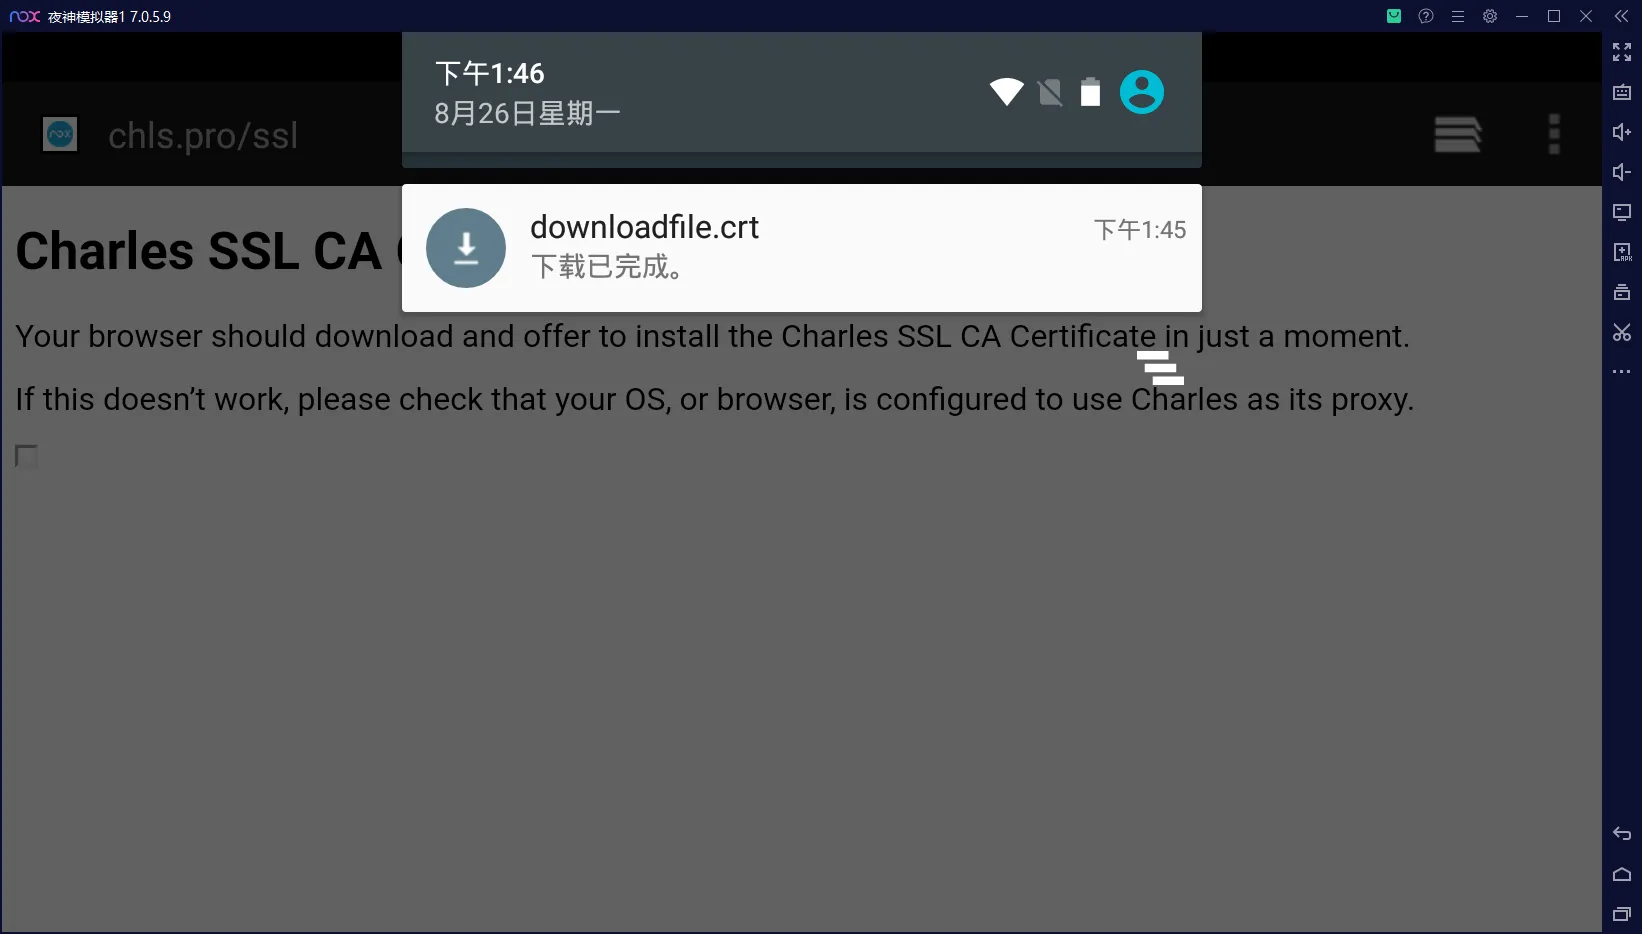 nox 夜神模拟器1 7.0.5.9
下午1:46
8月26日星期一
chls.pro/ssl
downloadfile.crt
下午1:45
下载已完成。
Charles SSL CA
Your browser should download and offer to install the Charles SSL CA Certificate in just a moment.
If this doesn’t work, please check that your OS, or browser, is configured to use Charles as its proxy.